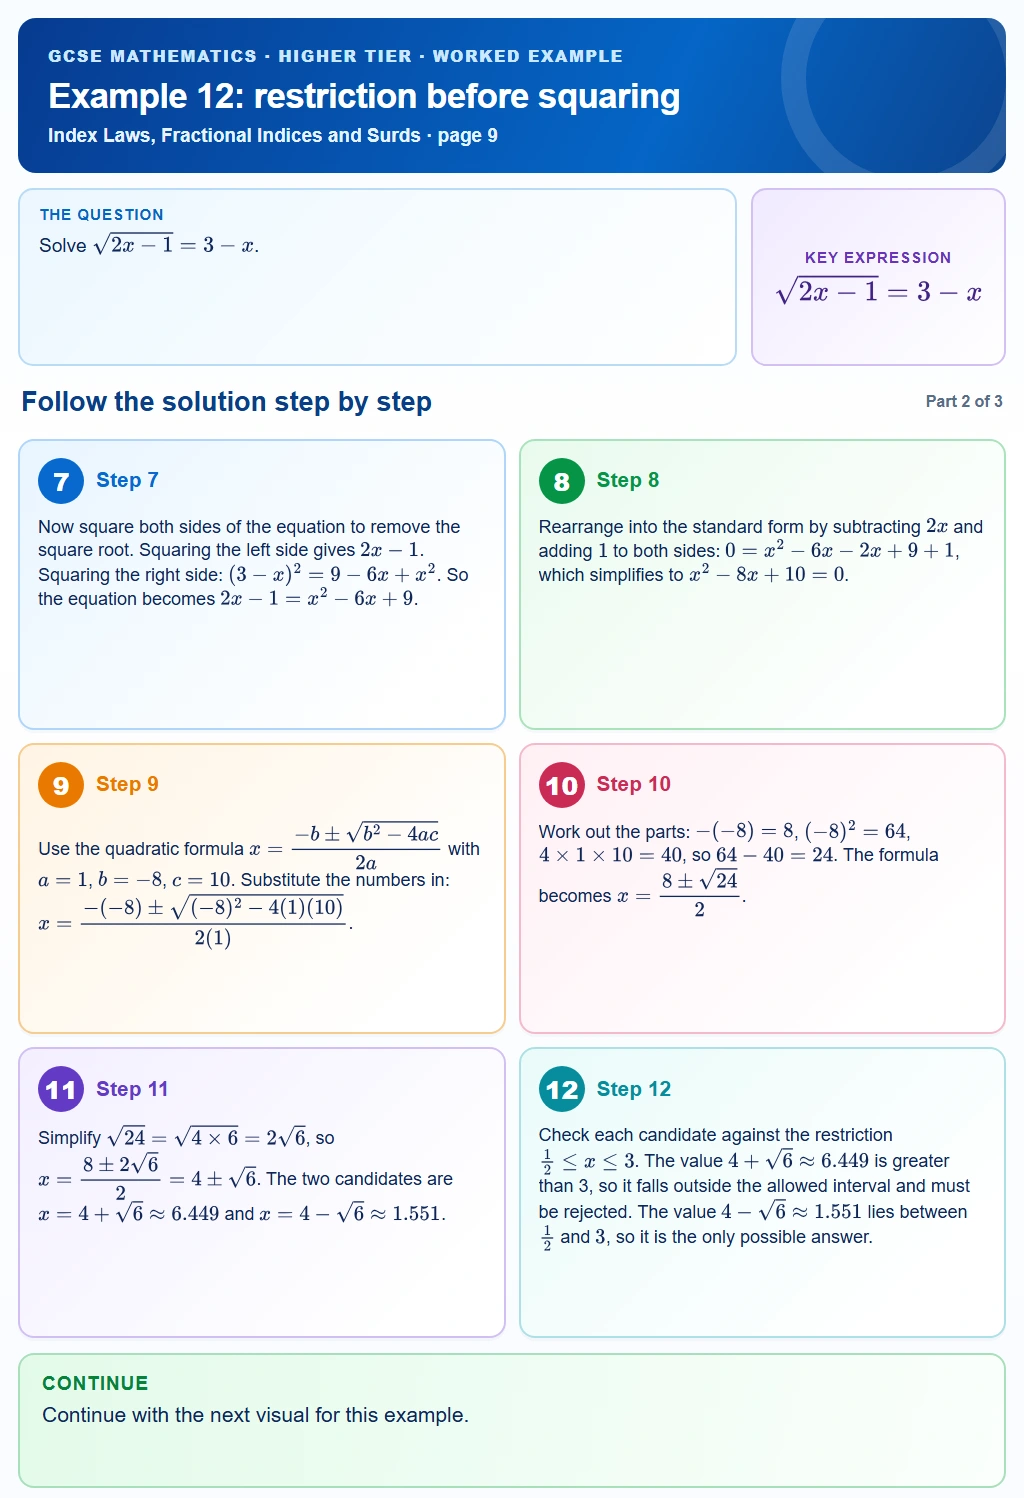 GCSE MATHEMATICS · HIGHER TIER · WORKED EXAMPLE
Example 12: restriction before squaring
Index Laws, Fractional Indices and Surds · page 9
THE QUESTION
Solve √(2x − 1) = 3 − x.
KEY EXPRESSION
√(2x − 1) = 3 − x
Follow the solution step by step
Part 2 of 3
7 Step 7
Now square both sides of the equation to remove the
square root. Squaring the left side gives 2x − 1.
Squaring the right side: (3 − x)² = 9 − 6x + x². So
the equation becomes 2x − 1 = x² − 6x + 9.
8 Step 8
Rearrange into the standard form by subtracting 2x and
adding 1 to both sides: 0 = x² − 6x − 2x + 9 + 1,
which simplifies to x² − 8x + 10 = 0.
9 Step 9
Use the quadratic formula x = (−b ± √(b² − 4ac))/(2a) with
a = 1, b = −8, c = 10. Substitute the numbers in:
x = (−(−8) ± √((−8)² − 4(1)(10)))/(2(1)).
10 Step 10
Work out the parts: −(−8) = 8, (−8)² = 64,
4 × 1 × 10 = 40, so 64 − 40 = 24. The formula
becomes x = (8 ± √24)/2.
11 Step 11
Simplify √24 = √(4 × 6) = 2√6, so
x = (8 ± 2√6)/2 = 4 ± √6. The two candidates are
x = 4 + √6 ≈ 6.449 and x = 4 − √6 ≈ 1.551.
12 Step 12
Check each candidate against the restriction
1/2 ≤ x ≤ 3. The value 4 + √6 ≈ 6.449 is greater
than 3, so it falls outside the allowed interval and must
be rejected. The value 4 − √6 ≈ 1.551 lies between
1/2 and 3, so it is the only possible answer.
CONTINUE
Continue with the next visual for this example.